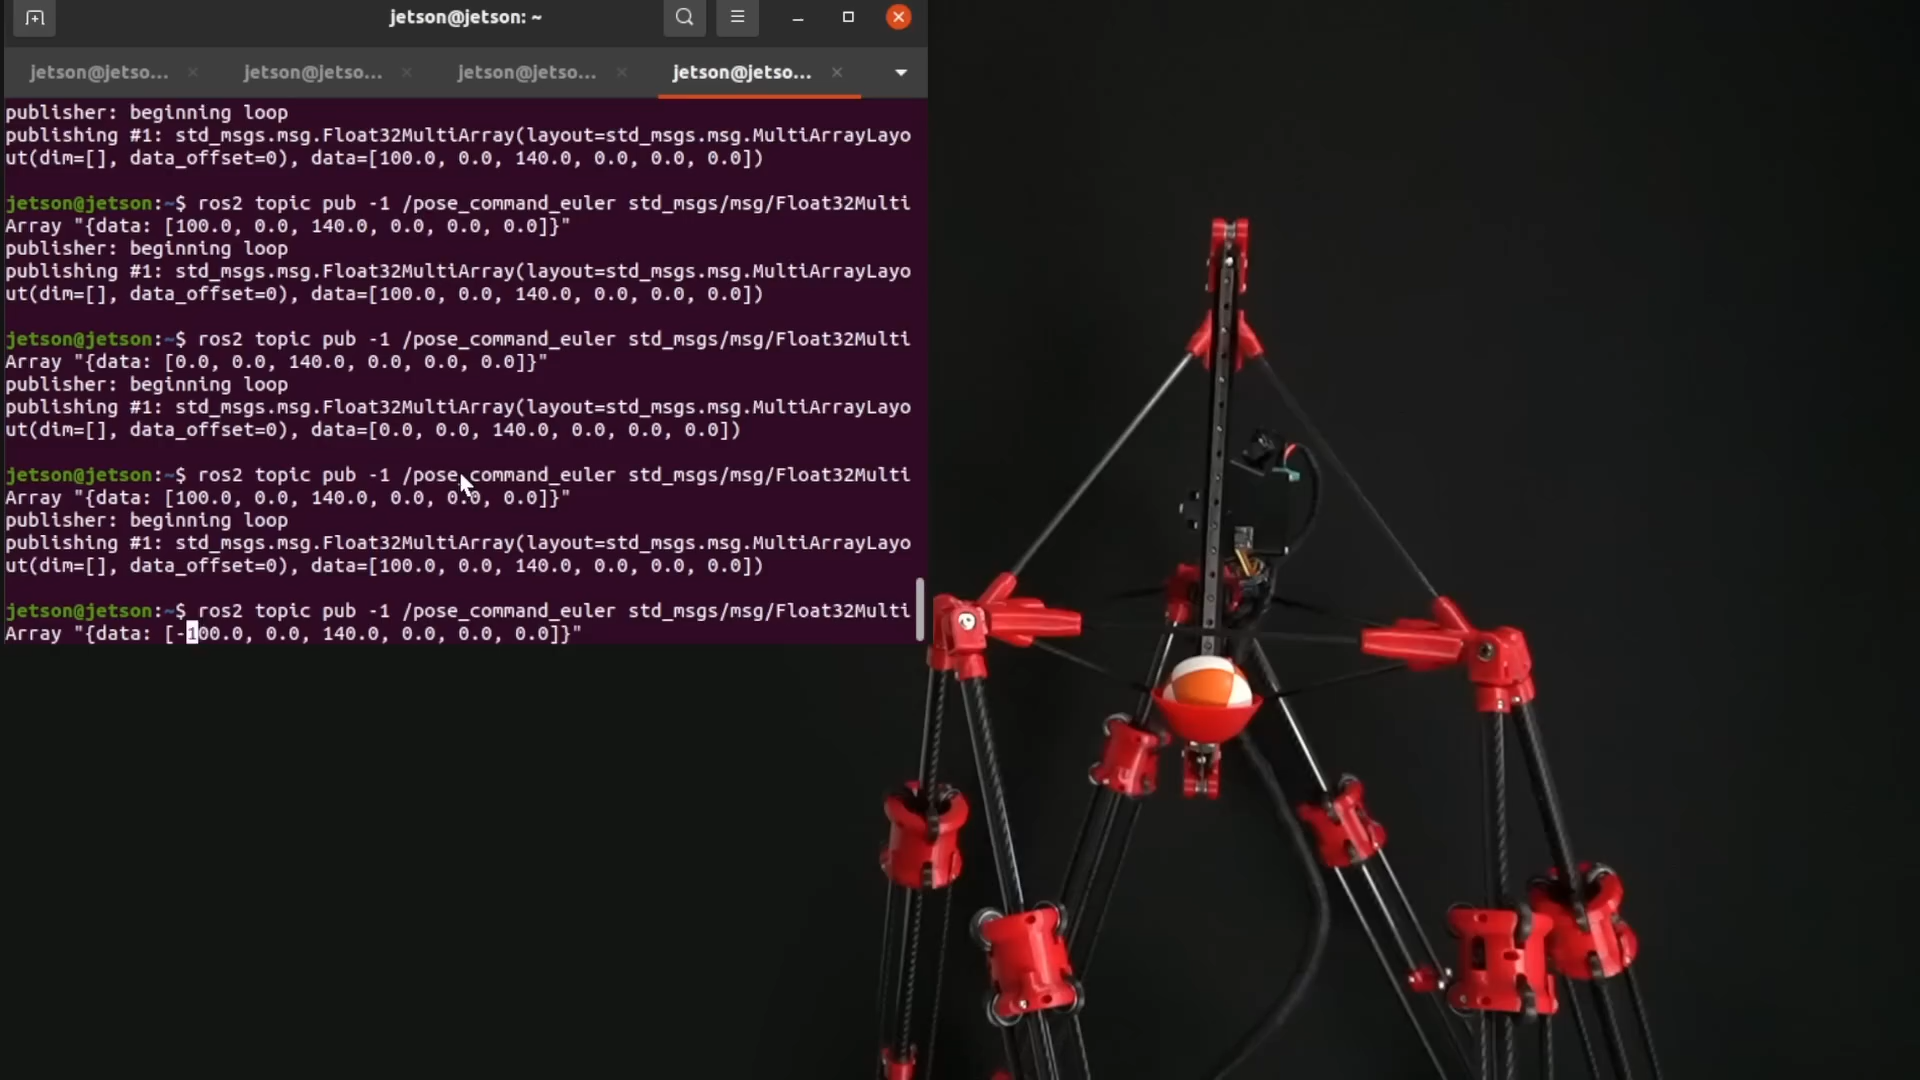 jetson@jetson: ~
jetson@jetso... jetson@jetso... jetson@jetso... jetson@jetso...
publisher: beginning loop
publishing #1: std_msgs.msg.Float32MultiArray(layout=std_msgs.msg.MultiArrayLayo
ut(dim=[], data_offset=0), data=[100.0, 0.0, 140.0, 0.0, 0.0, 0.0])
jetson@jetson:~$ ros2 topic pub -1 /pose_command_euler std_msgs/msg/Float32Multi
Array "{data: [100.0, 0.0, 140.0, 0.0, 0.0, 0.0]}"
publisher: beginning loop
publishing #1: std_msgs.msg.Float32MultiArray(layout=std_msgs.msg.MultiArrayLayo
ut(dim=[], data_offset=0), data=[100.0, 0.0, 140.0, 0.0, 0.0, 0.0])
jetson@jetson:~$ ros2 topic pub -1 /pose_command_euler std_msgs/msg/Float32Multi
Array "{data: [0.0, 0.0, 140.0, 0.0, 0.0, 0.0]}"
publisher: beginning loop
publishing #1: std_msgs.msg.Float32MultiArray(layout=std_msgs.msg.MultiArrayLayo
ut(dim=[], data_offset=0), data=[0.0, 0.0, 140.0, 0.0, 0.0, 0.0])
jetson@jetson:~$ ros2 topic pub -1 /pose_command_euler std_msgs/msg/Float32Multi
Array "{data: [100.0, 0.0, 140.0, 0.0, 0.0, 0.0]}"
publisher: beginning loop
publishing #1: std_msgs.msg.Float32MultiArray(layout=std_msgs.msg.MultiArrayLayo
ut(dim=[], data_offset=0), data=[100.0, 0.0, 140.0, 0.0, 0.0, 0.0])
jetson@jetson:~$ ros2 topic pub -1 /pose_command_euler std_msgs/msg/Float32Multi
Array "{data: [-100.0, 0.0, 140.0, 0.0, 0.0, 0.0]}"